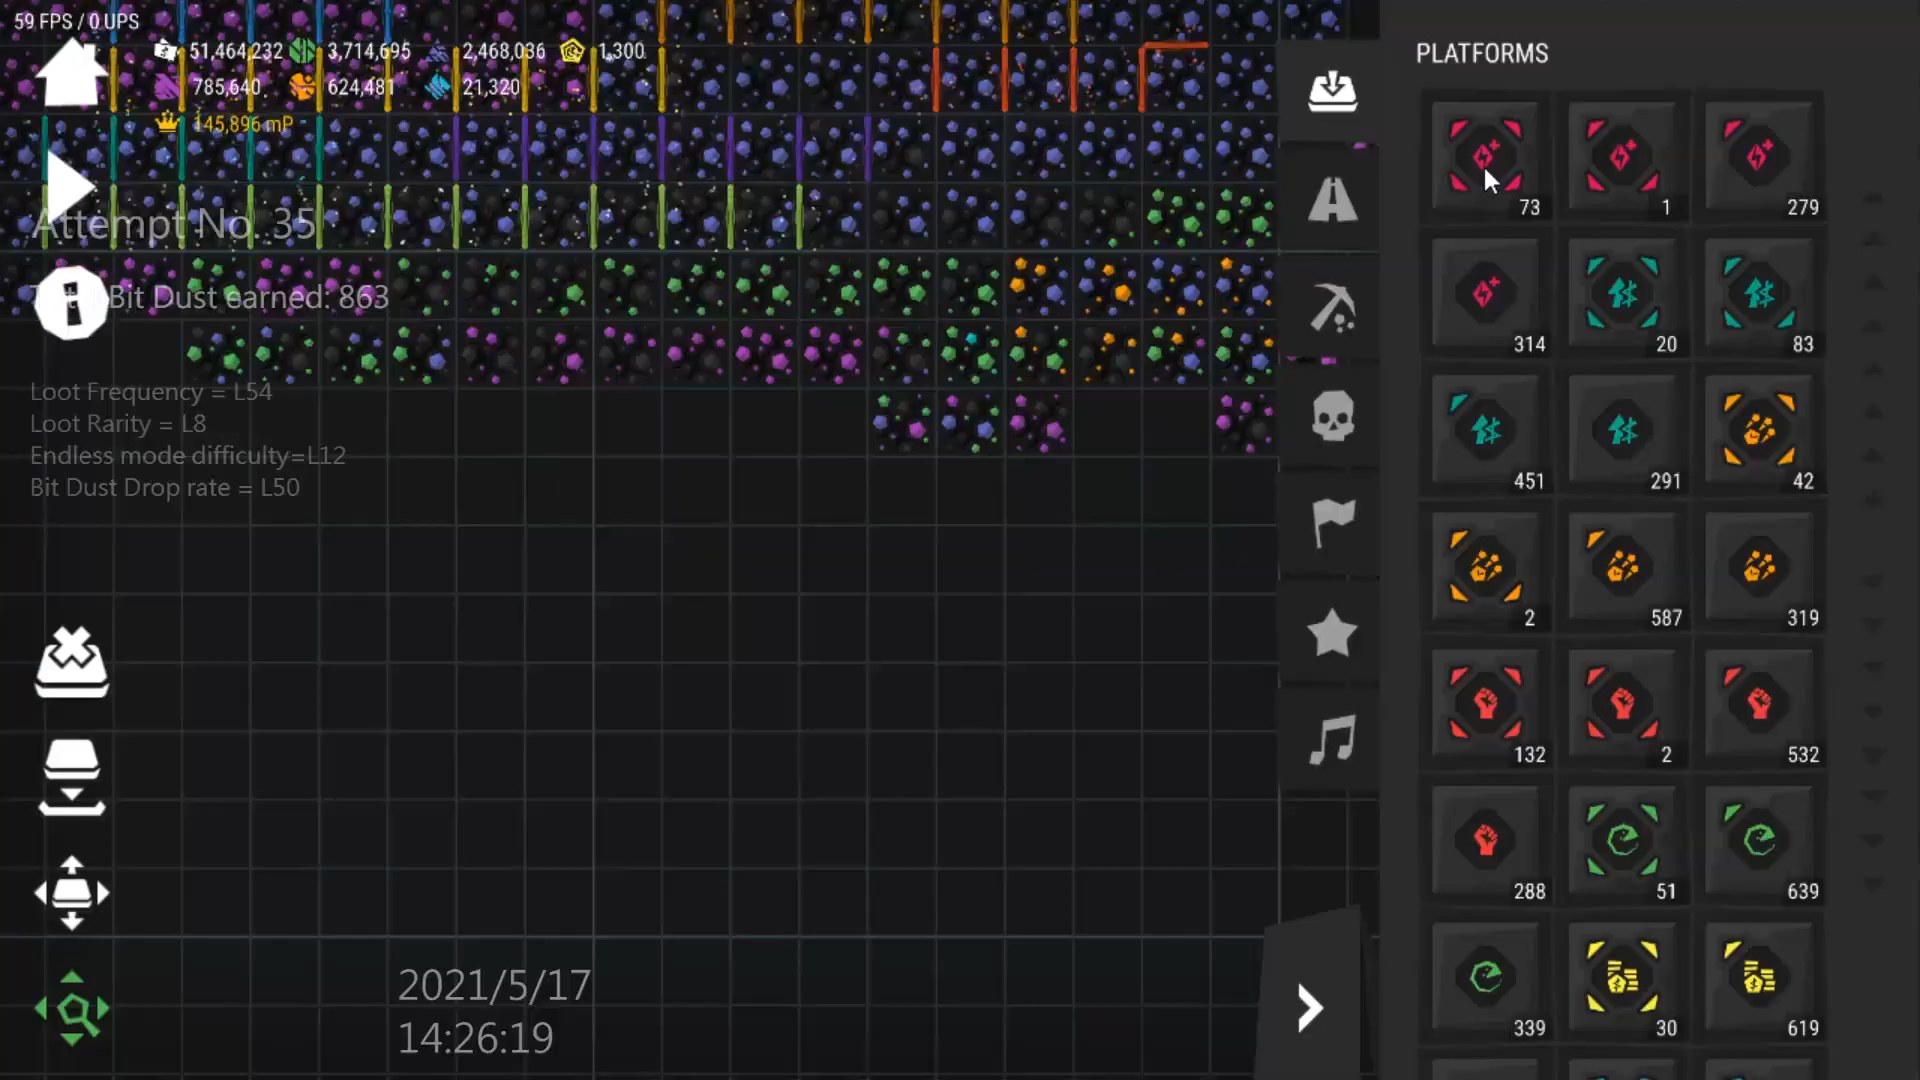 59 FPS / 0 UPS
51,464,232 3,714,695 2,468,036 1,300
785,640 624,481 21,320
145,896 mP
Attempt No. 35
Bit Dust earned: 863
Loot Frequency = L54
Loot Rarity = L8
Endless mode difficulty=L12
Bit Dust Drop rate = L50
2021/5/17
14:26:19
PLATFORMS
73 1 279
314 20 83
451 291 42
2 587 319
132 2 532
288 51 639
339 30 619